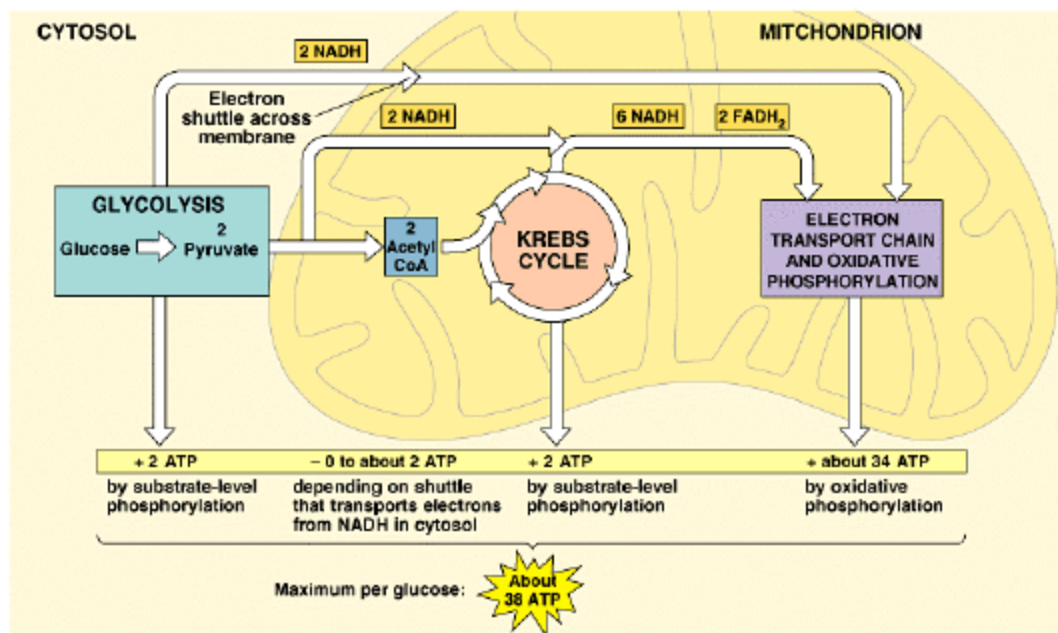 CYTOSOL
MITCHONDRION
2 NADH
Electron
shuttle across
membrane
2 NADH
6 NADH
2 FADH₂
GLYCOLYSIS
2
Glucose
Pyruvate
2
Acetyl
CoA
KREBS
CYCLE
ELECTRON
TRANSPORT CHAIN
AND OXIDATIVE
PHOSPHORYLATION
+ 2 ATP
by substrate-level
phosphorylation
– 0 to about 2 ATP
depending on shuttle
that transports electrons
from NADH in cytosol
+ 2 ATP
by substrate-level
phosphorylation
+ about 34 ATP
by oxidative
phosphorylation
Maximum per glucose:
About
38 ATP